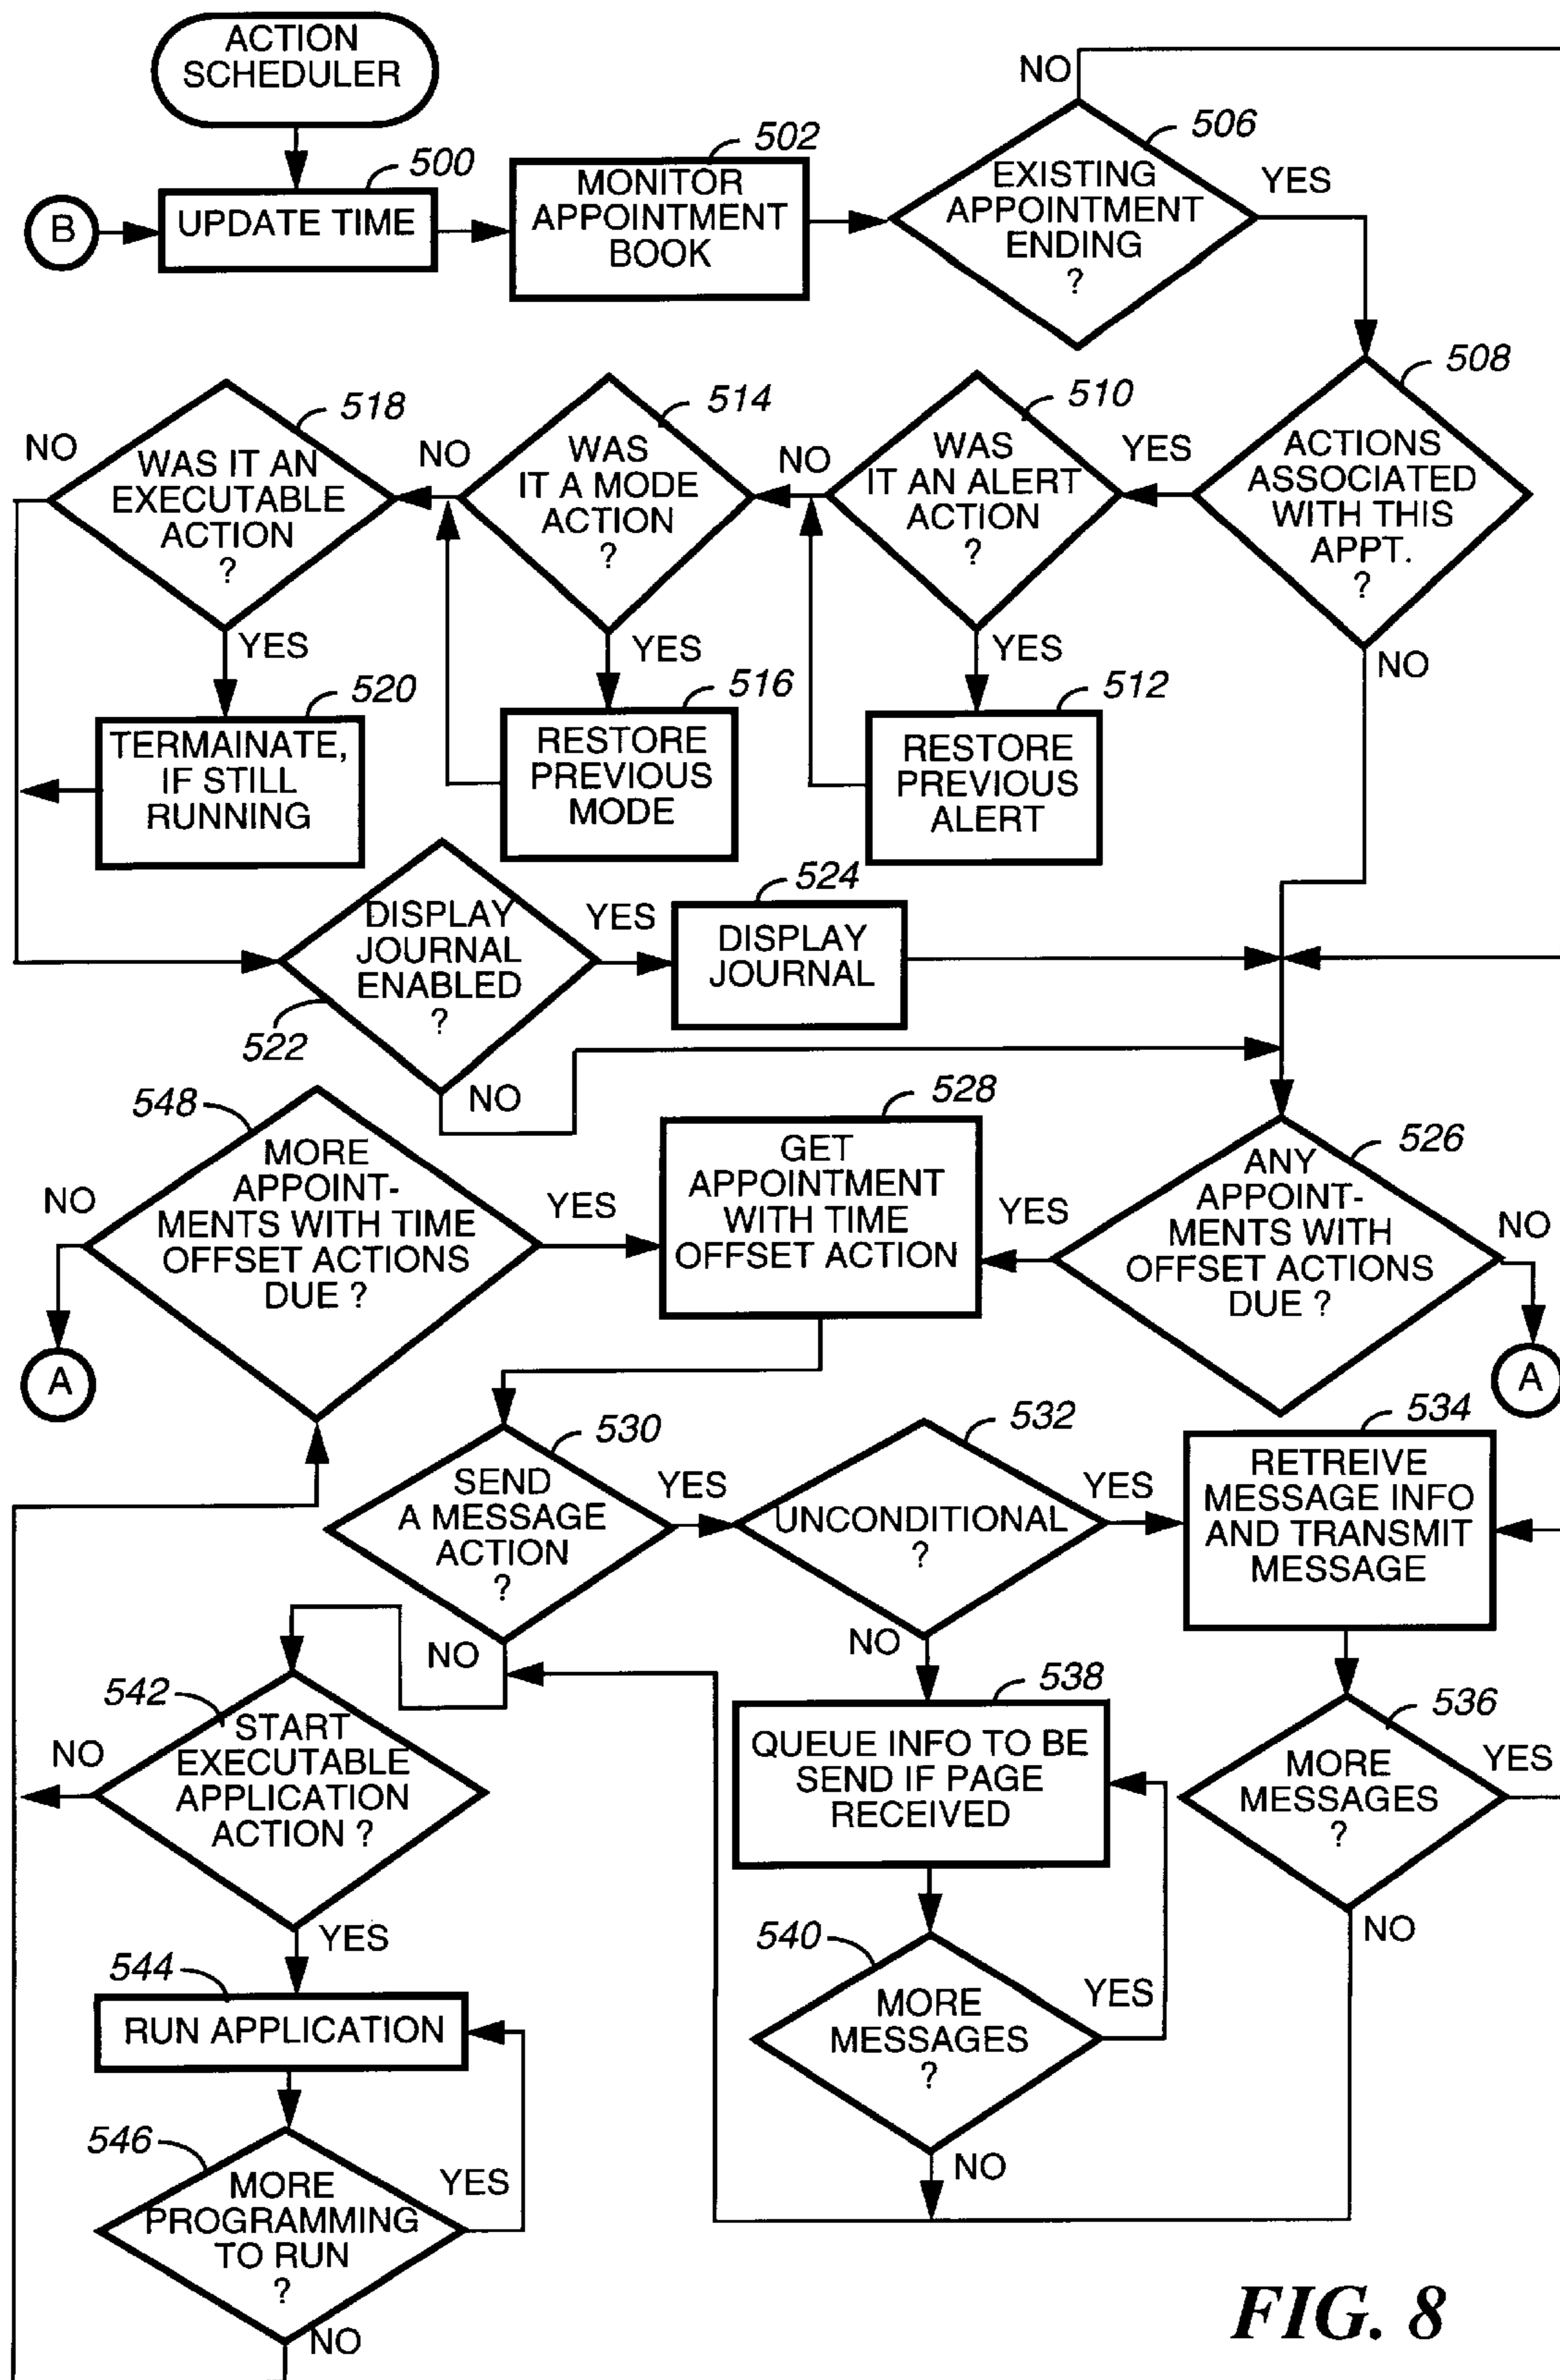 ACTION
SCHEDULER
NO
500
502
506
B
UPDATE TIME
MONITOR
APPOINTMENT
BOOK
EXISTING
APPOINTMENT
ENDING
?
YES
508
518
514
510
NO
WAS IT AN
EXECUTABLE
ACTION
?
NO
WAS
IT A MODE
ACTION
?
NO
WAS
IT AN ALERT
ACTION
?
YES
ACTIONS
ASSOCIATED
WITH THIS
APPT.
?
YES
YES
YES
NO
520
516
512
TERMAINATE,
IF STILL
RUNNING
RESTORE
PREVIOUS
MODE
RESTORE
PREVIOUS
ALERT
524
DISPLAY
JOURNAL
ENABLED
?
YES
DISPLAY
JOURNAL
522
NO
548
528
526
NO
MORE
APPOINT-
MENTS WITH TIME
OFFSET ACTIONS
DUE ?
YES
GET
APPOINTMENT
WITH TIME
OFFSET ACTION
YES
ANY
APPOINT-
MENTS WITH
OFFSET ACTIONS
DUE ?
NO
A
A
530
532
534
SEND
A MESSAGE
ACTION
?
YES
UNCONDITIONAL
?
YES
RETREIVE
MESSAGE INFO
AND TRANSMIT
MESSAGE
NO
NO
542
538
536
NO
START
EXECUTABLE
APPLICATION
ACTION ?
QUEUE INFO TO BE
SEND IF PAGE
RECEIVED
MORE
MESSAGES
?
YES
YES
NO
544
540
RUN APPLICATION
MORE
MESSAGES
?
YES
546
NO
MORE
PROGRAMMING
TO RUN
?
YES
NO
FIG. 8